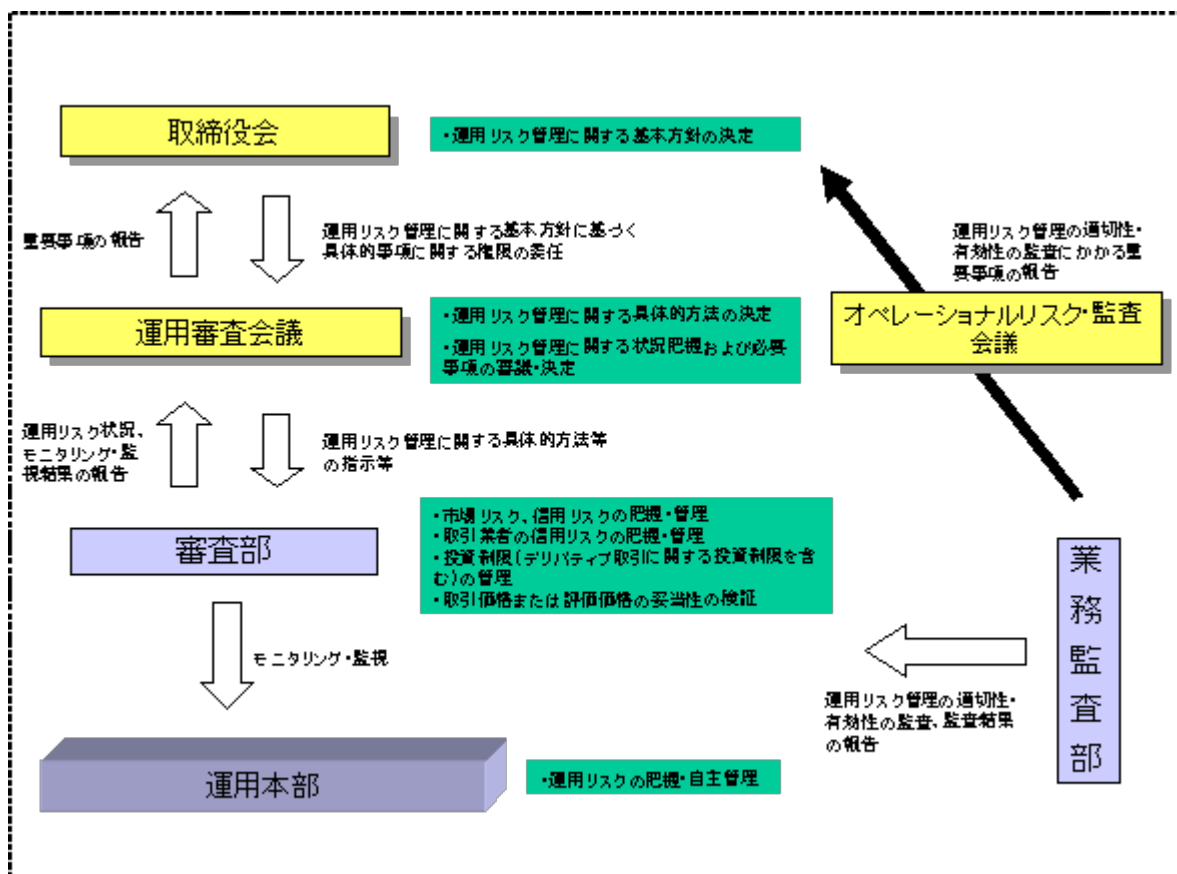 取締役会
・運用リスク管理に関する基本方針の決定
重要事項の報告
運用リスク管理に関する基本方針に基づく
具体的事項に関する権限の委任
運用リスク管理の適切性・
有効性の監査にかかる重
要事項の報告
運用審査会議
・運用リスク管理に関する具体的方法の決定
・運用リスク管理に関する状況把握および必要
事項の審議・決定
オペレーショナルリスク・監査
会議
運用リスク状況、
モニタリング・監
視結果の報告
運用リスク管理に関する具体的方法等
の指示等
審査部
・市場リスク、信用リスクの把握・管理
・取引業者の信用リスクの把握・管理
・投資制限(デリバティブ取引に関する投資制限を含
む)の管理
・取引価格または評価価格の妥当性の検証
業務監査部
モニタリング・監視
運用リスク管理の適切性・
有効性の監査、監査結果
の報告
運用本部
・運用リスクの把握・自主管理